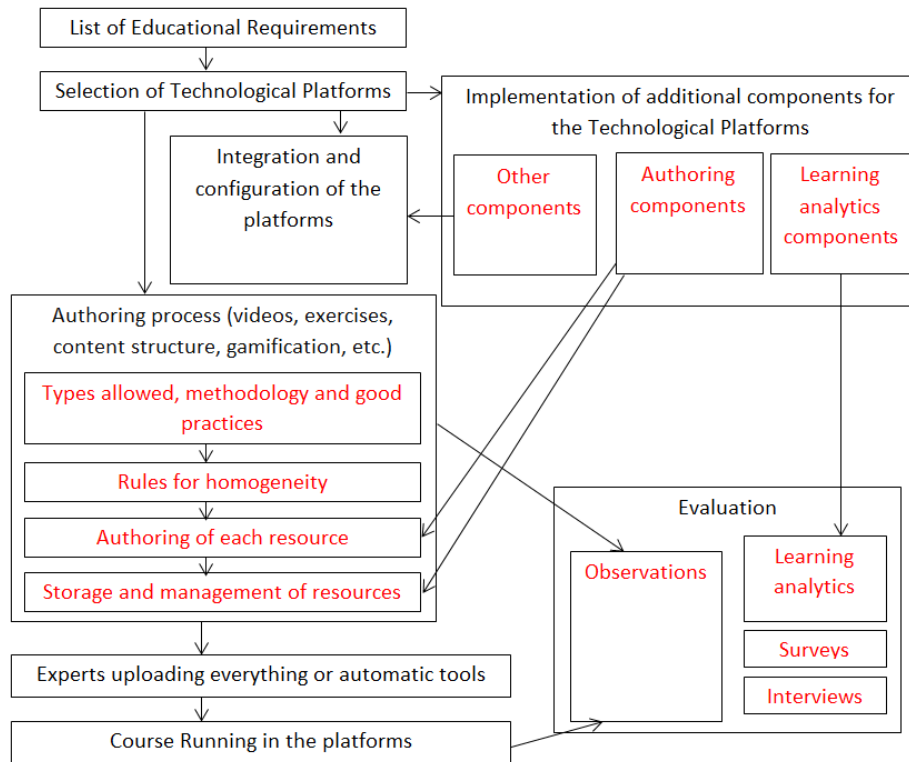 List of Educational Requirements
Selection of Technological Platforms
Implementation of additional components for
the Technological Platforms
Integration and
configuration of the
platforms
Other
components
Authoring
components
Learning
analytics
components
Authoring process (videos, exercises,
content structure, gamification, etc.)
Types allowed, methodology and good
practices
Rules for homogeneity
Authoring of each resource
Storage and management of resources
Evaluation
Observations
Learning
analytics
Surveys
Interviews
Experts uploading everything or automatic tools
Course Running in the platforms